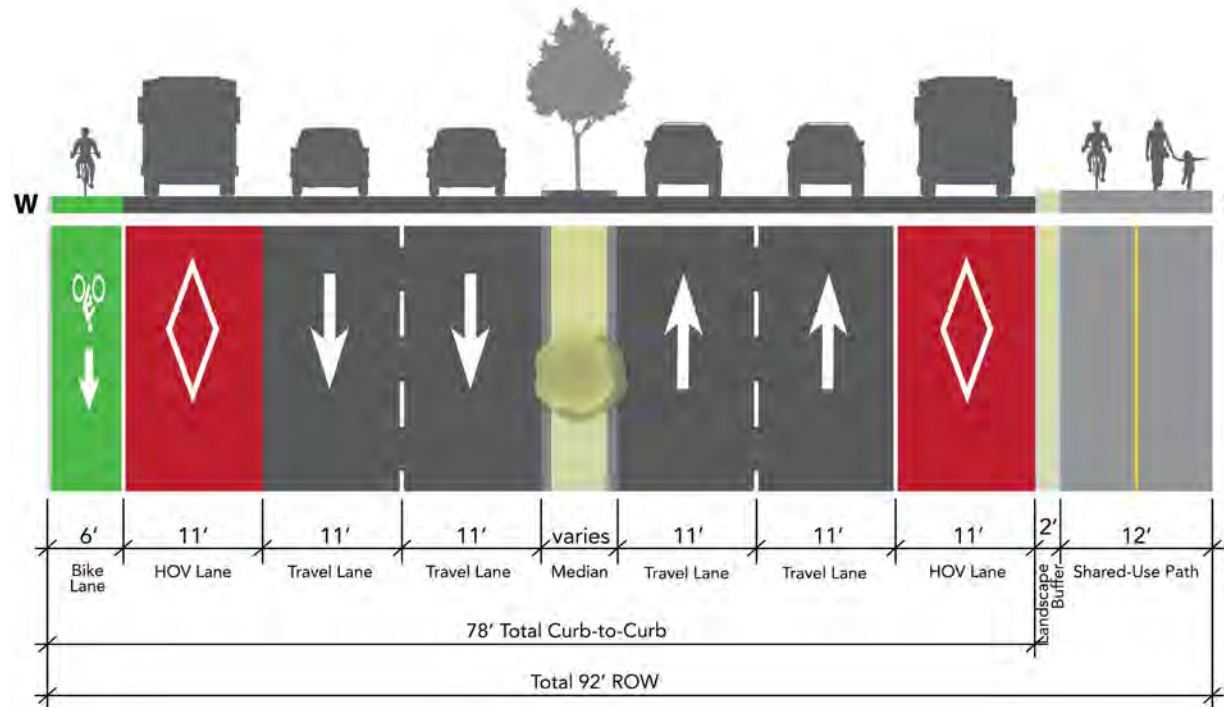 W
6’ 11’ 11’ 11’ varies 11’ 11’ 11’ 2’ 12’
Bike
Lane
HOV Lane
Travel Lane
Travel Lane
Median
Travel Lane
Travel Lane
HOV Lane
Landscape
Buffer
Shared-Use Path
78’ Total Curb-to-Curb
Total 92’ ROW